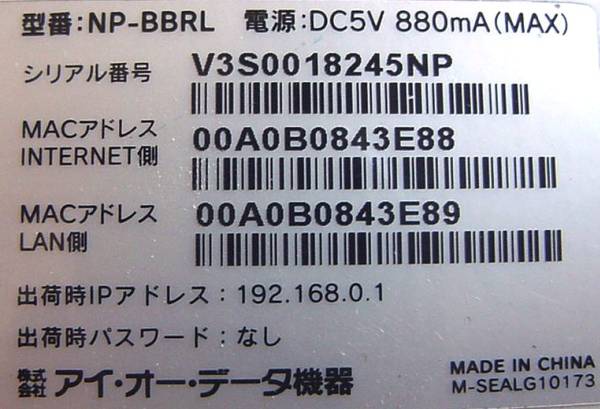 型番:NP-BBRL 電源:DC5V 880mA(MAX)
シリアル番号 V3S0018245NP
MACアドレス
INTERNET側 00A0B0843E88
MACアドレス
LAN側 00A0B0843E89
出荷時IPアドレス:192.168.0.1
出荷時パスワード:なし
株式会社 アイ・オー・データ機器
MADE IN CHINA
M-SEALG10173